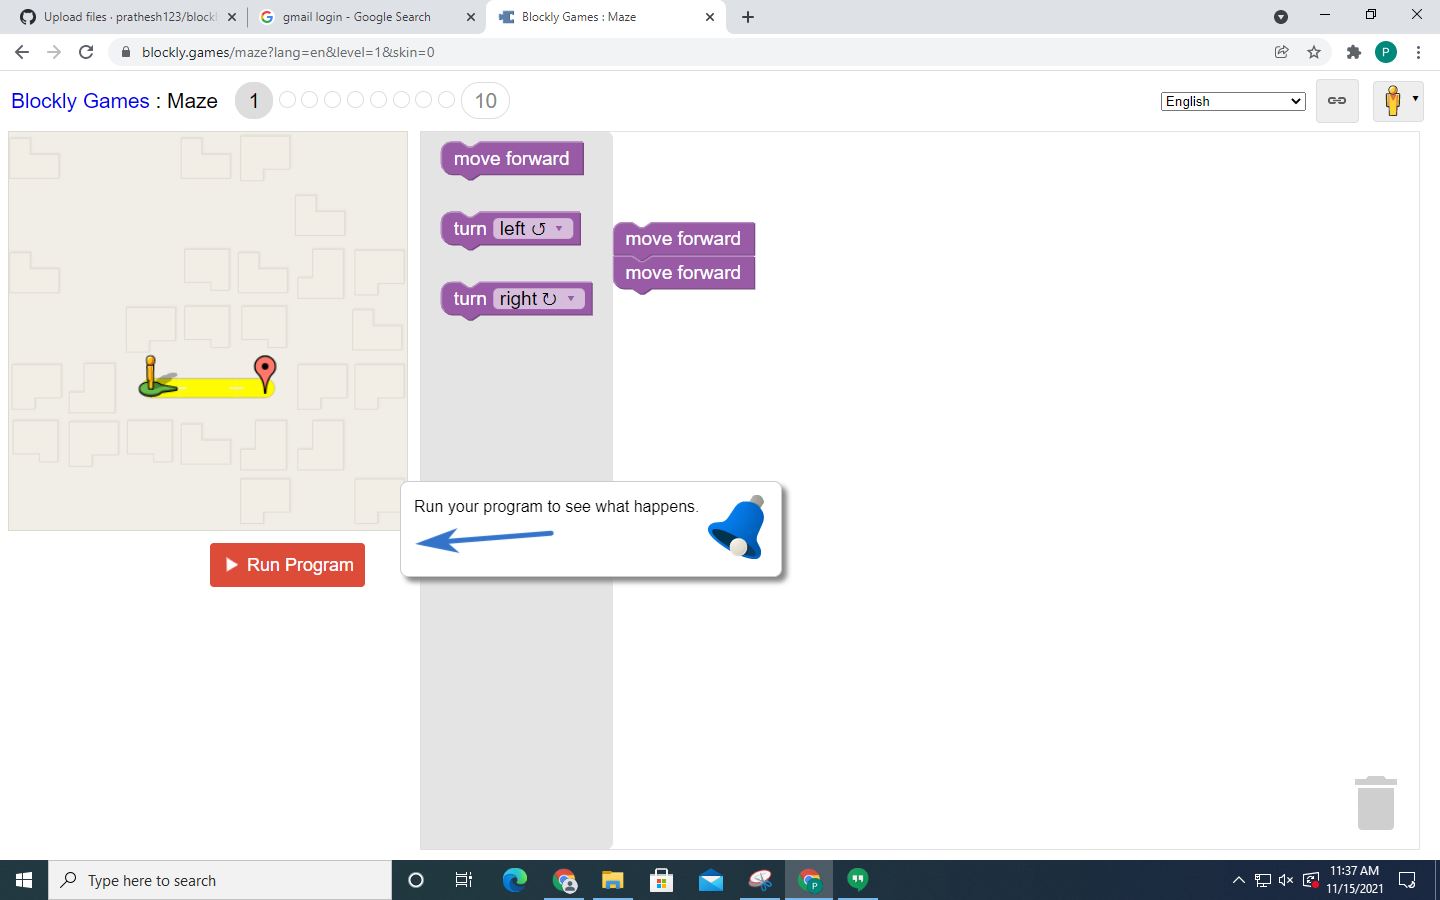 Upload files · prathesh123/block
gmail login - Google Search
Blockly Games : Maze
blockly.games/maze?lang=en&level=1&skin=0
P
Blockly Games : Maze
1
10
English
move forward
turn left
turn right
move forward
move forward
Run your program to see what happens.
Run Program
Type here to search
P
11:37 AM
11/15/2021